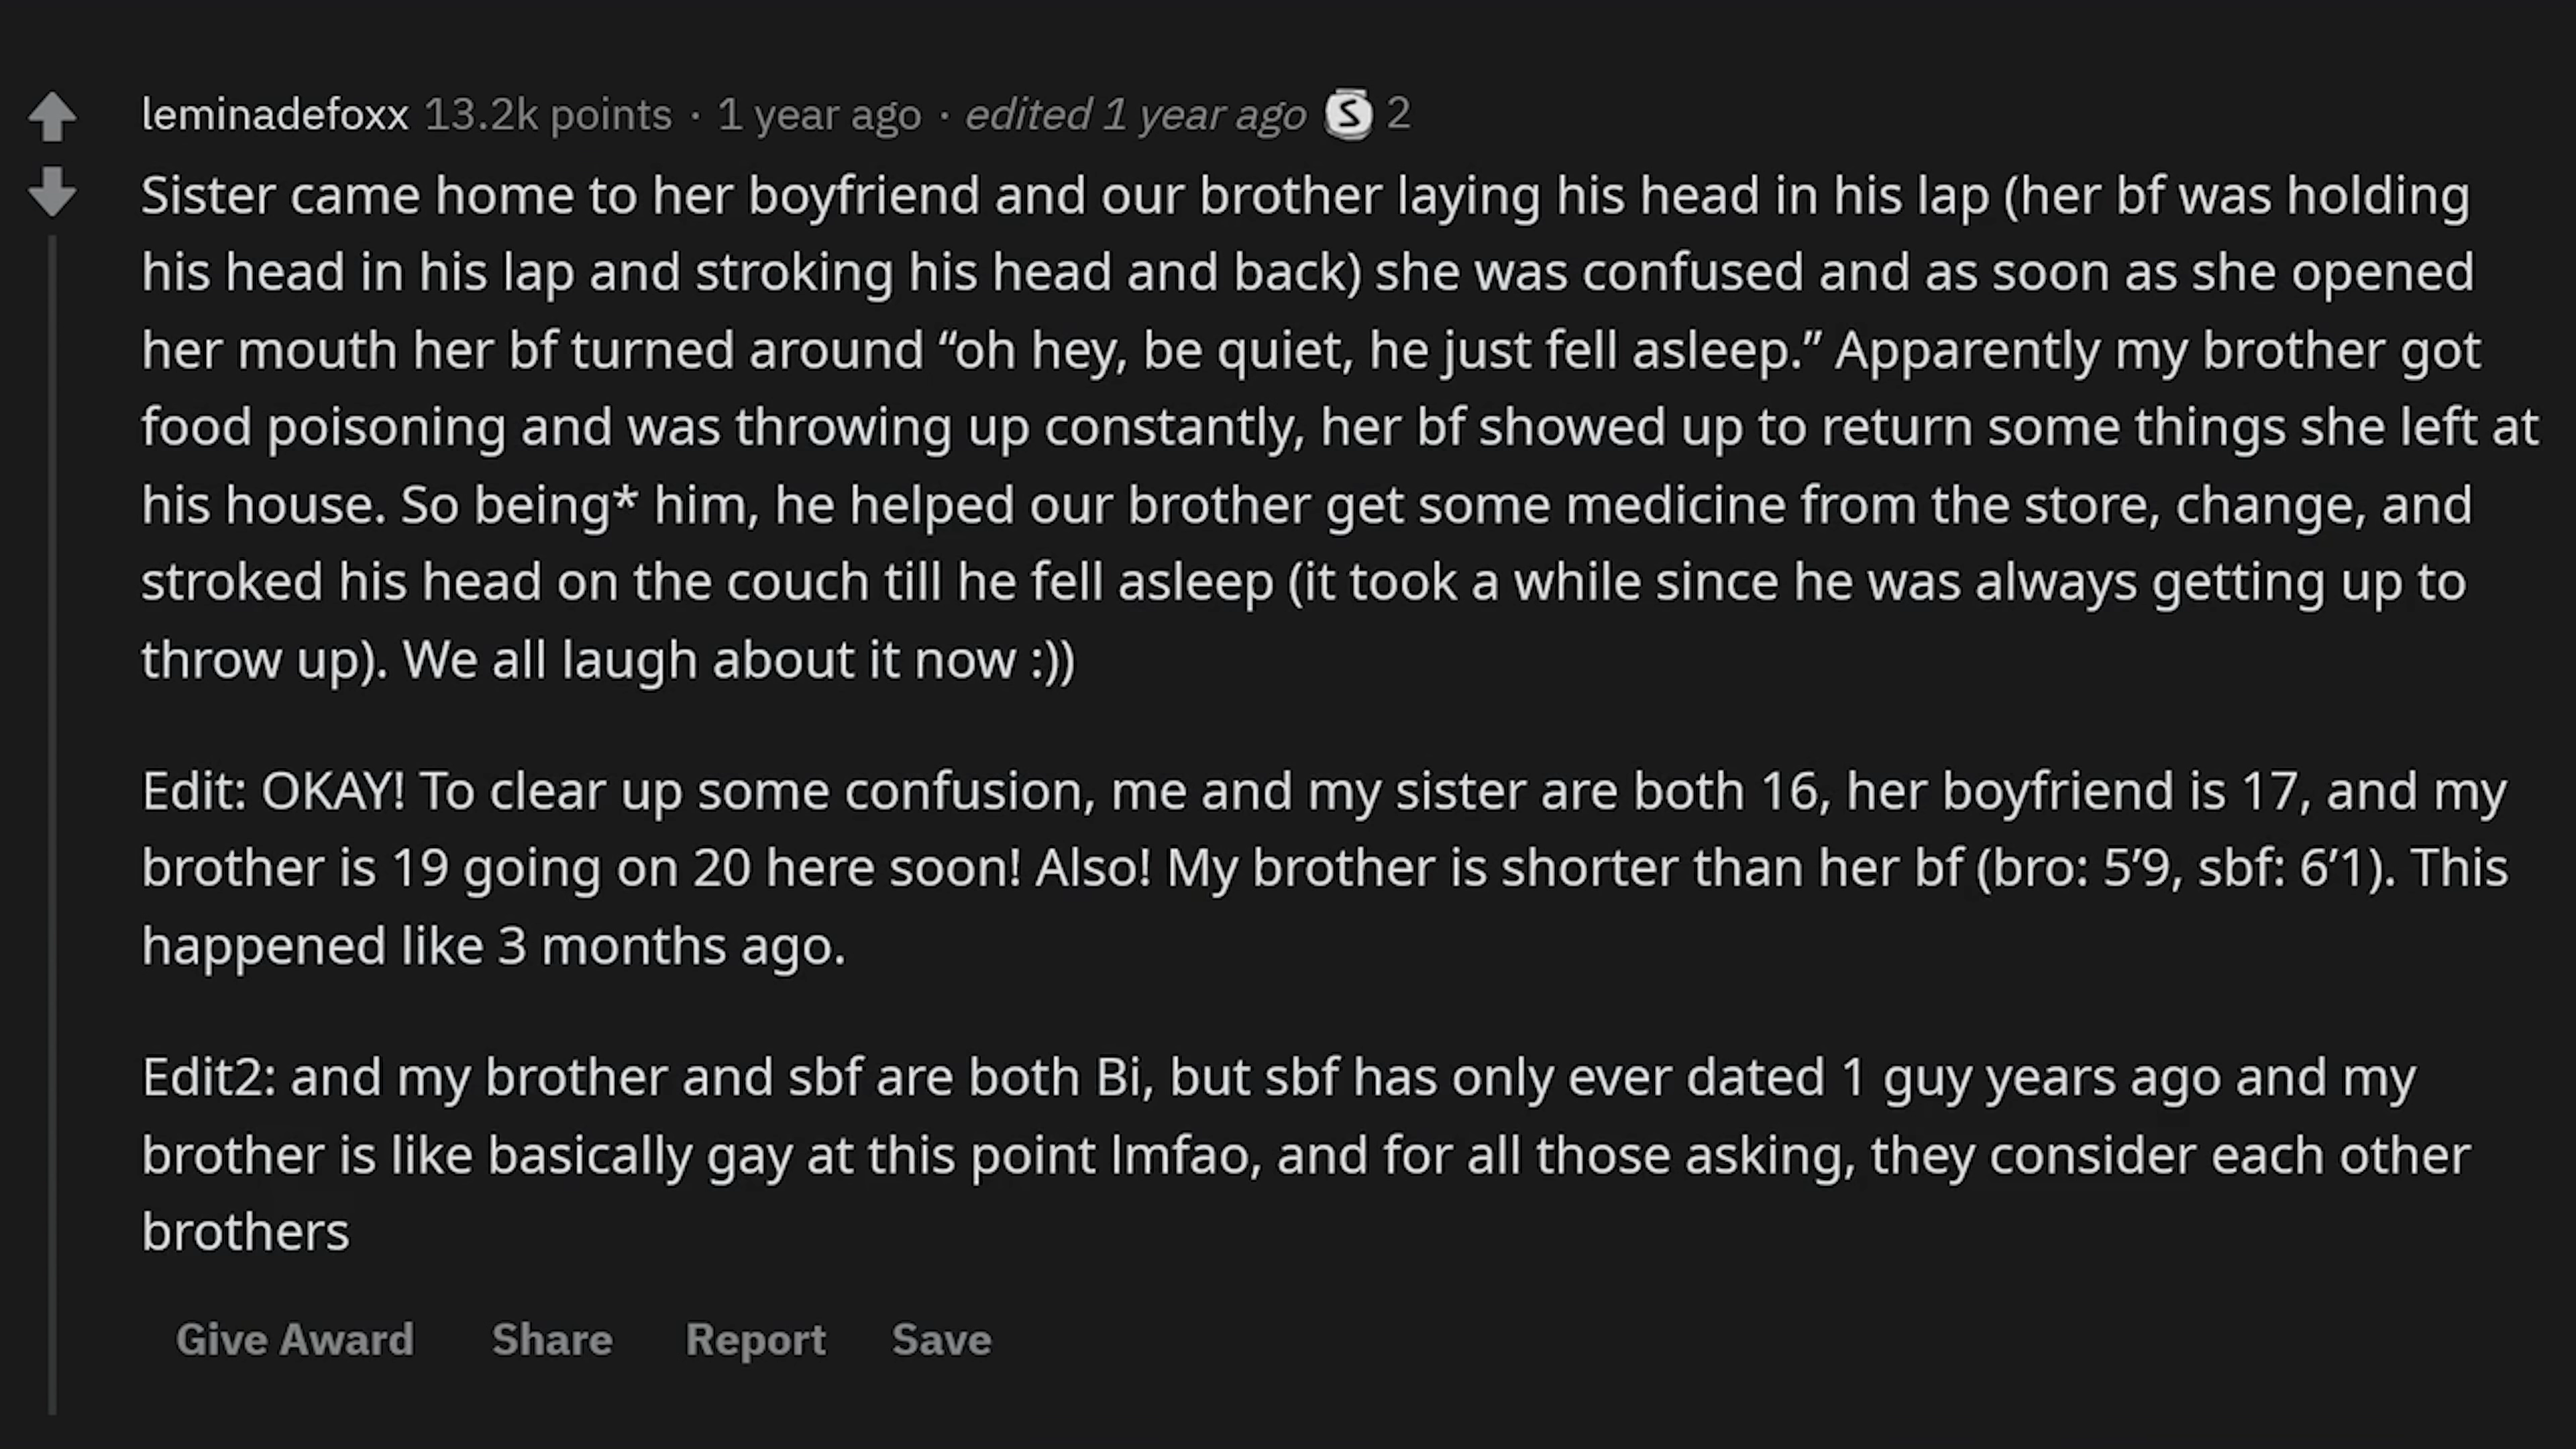 leminadefoxx 13.2k points · 1 year ago · edited 1 year ago S 2
Sister came home to her boyfriend and our brother laying his head in his lap (her bf was holding
his head in his lap and stroking his head and back) she was confused and as soon as she opened
her mouth her bf turned around “oh hey, be quiet, he just fell asleep.” Apparently my brother got
food poisoning and was throwing up constantly, her bf showed up to return some things she left at
his house. So being* him, he helped our brother get some medicine from the store, change, and
stroked his head on the couch till he fell asleep (it took a while since he was always getting up to
throw up). We all laugh about it now :))
Edit: OKAY! To clear up some confusion, me and my sister are both 16, her boyfriend is 17, and my
brother is 19 going on 20 here soon! Also! My brother is shorter than her bf (bro: 5’9, sbf: 6’1). This
happened like 3 months ago.
Edit2: and my brother and sbf are both Bi, but sbf has only ever dated 1 guy years ago and my
brother is like basically gay at this point lmfao, and for all those asking, they consider each other
brothers
Give Award Share Report Save